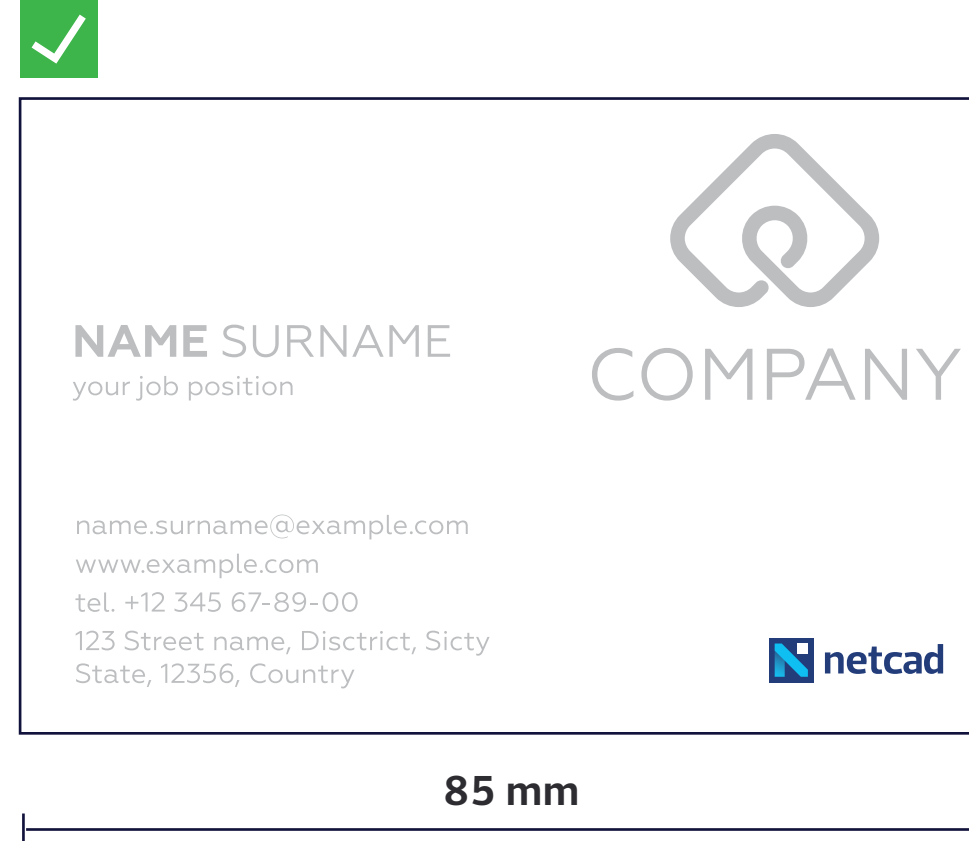 NAME SURNAME
your job position
COMPANY
name.surname@example.com
www.example.com
tel. +12 345 67-89-00
123 Street name, Disctrict, Sicty
State, 12356, Country
netcad
85 mm